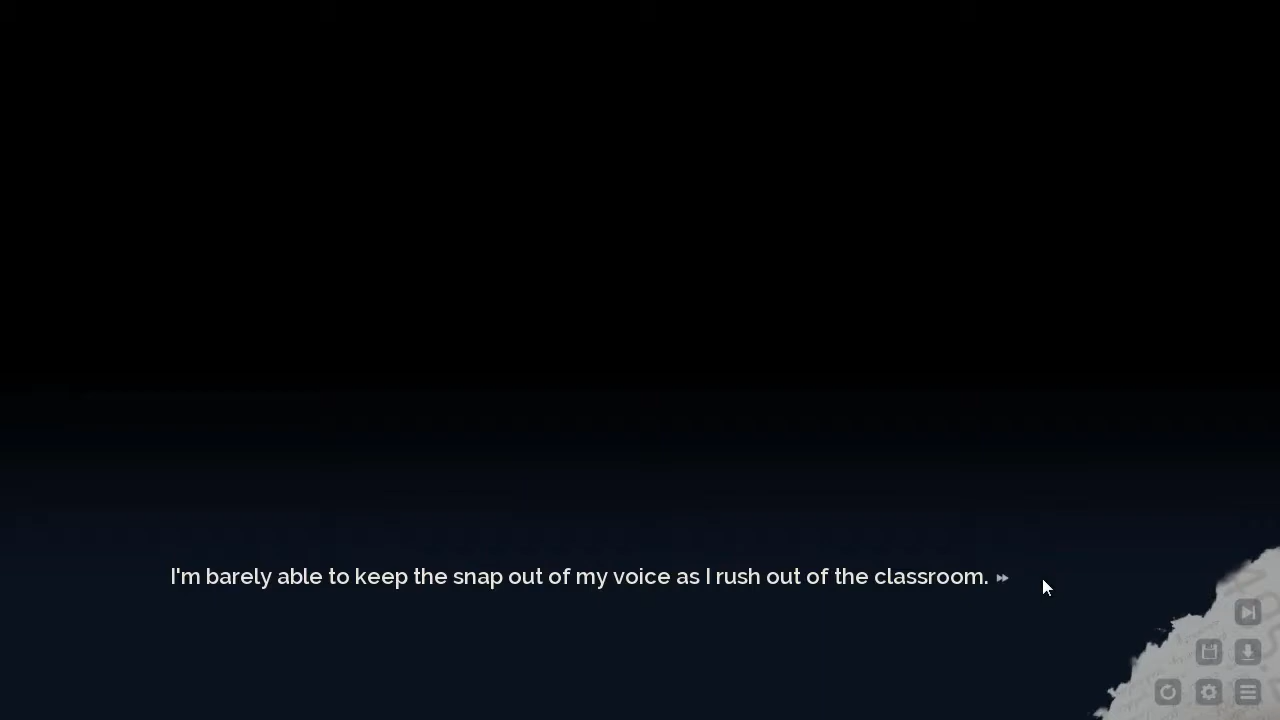 I'm barely able to keep the snap out of my voice as I rush out of the classroom.